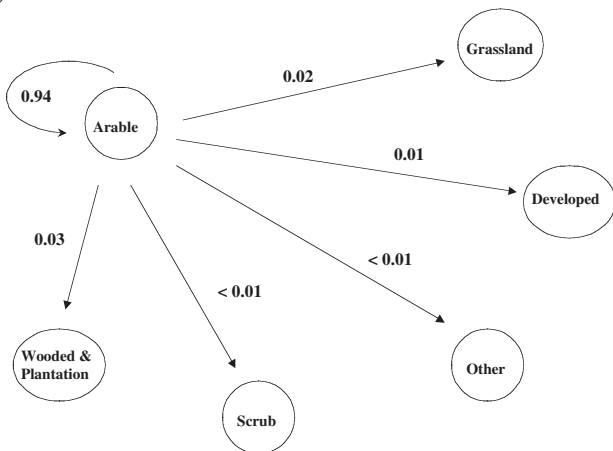 Grassland
0.02
0.94
Arable
0.01
Developed
0.03
< 0.01
< 0.01
Wooded &
Plantation
Other
Scrub